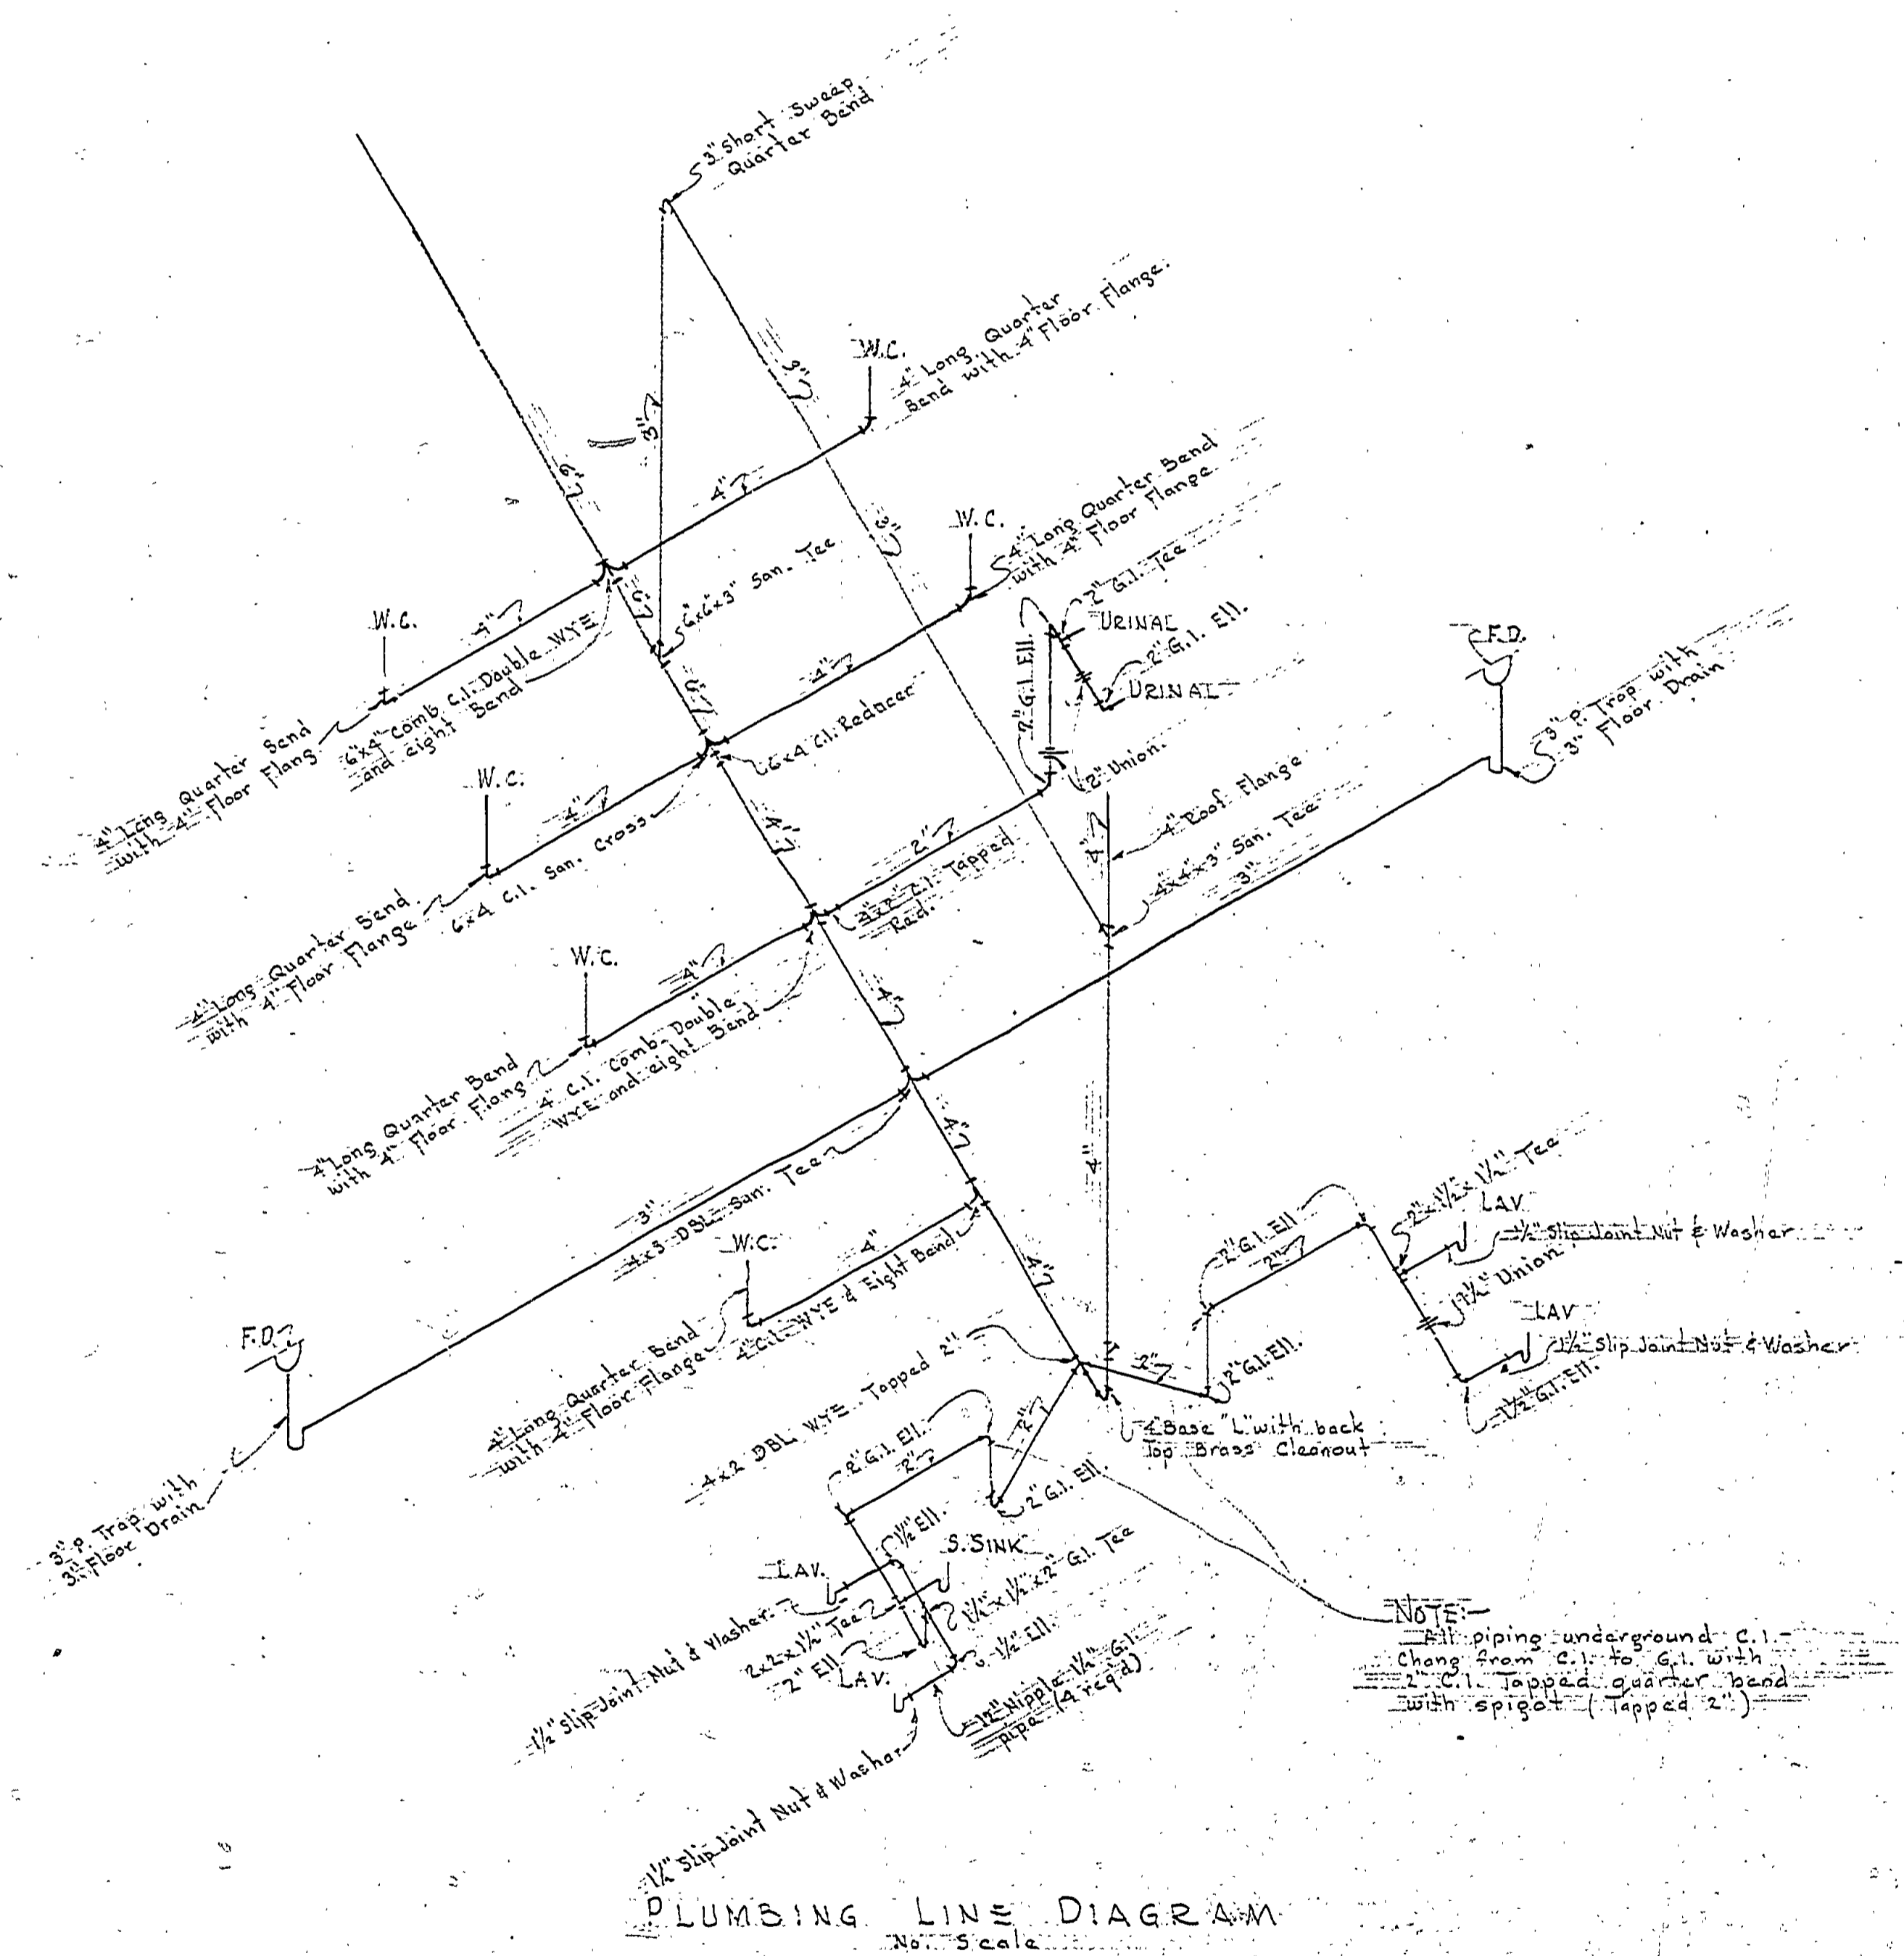 3" Short Sweep
Quarter Bend
W.C.
4" Long Quarter
Bend with 4" Floor Flange.
3"
3"
6"
4"
W.C.
4" Long Quarter Bend
with 4" Floor Flange
3"
6"
6"x6"x3" San. Tee
2" G.I. Tee
URINAL
2" G.I. Ell.
URINAL
2" G.I. Ell.
2" Union.
W.C.
4"
4" Long Quarter Bend
with 4" Floor Flang
6"x4" Comb. C.I. Double WYE
and eight Bend
6"
4"
6x4 C.I. Reducer
F.D.
3" P. Trap with
3" Floor Drain
W.C.
4"
4" Long Quarter Bend
with 4" Floor Flange
6x4 C.I. San. Cross
4"
2"
4x2" C.I. Tapped
Red.
4"
4" Roof Flange
4x4x3" San. Tee
3"
W.C.
4"
4" Long Quarter Bend
with 4" Floor Flang
4" C.I. Comb. Double
WYE and eight Bend
4"
4"
4"
3"
4x3 DBL San. Tee
F.D.
3" P. Trap with
3" Floor Drain
W.C.
4"
4" Long Quarter Bend
with 4" Floor Flange
4" C.I. WYE & Eight Bend
4"
2" G.I. Ell
2"
2"x1½"x1½" Tee
LAV.
1½" Slip Joint Nut & Washer
1½" Union
LAV
1½" Slip Joint Nut & Washer
1½" G.I. Ell.
2"
2" G.I. Ell.
4" Base "L" with back
Top Brass Cleanout
4x2 DBL WYE Tapped 2"
2"
2" G.I. Ell.
2"
2" G.I. Ell.
1½ Ell.
S. SINK
LAV.
1½" Slip Joint Nut & Washer
2x2x1½" Tee
2" Ell
1½"x1½"x2" G.I. Tee
1½" Ell.
LAV.
12" Nipple 1½" G.I.
pipe (4 req'd)
1½" Slip Joint Nut & Washer
NOTE:-
All piping underground C.I.
Chang from C.I. to G.I. with
2" C.I. Tapped quarter bend
with spigot (Tapped 2")
PLUMBING LINE DIAGRAM
No. Scale